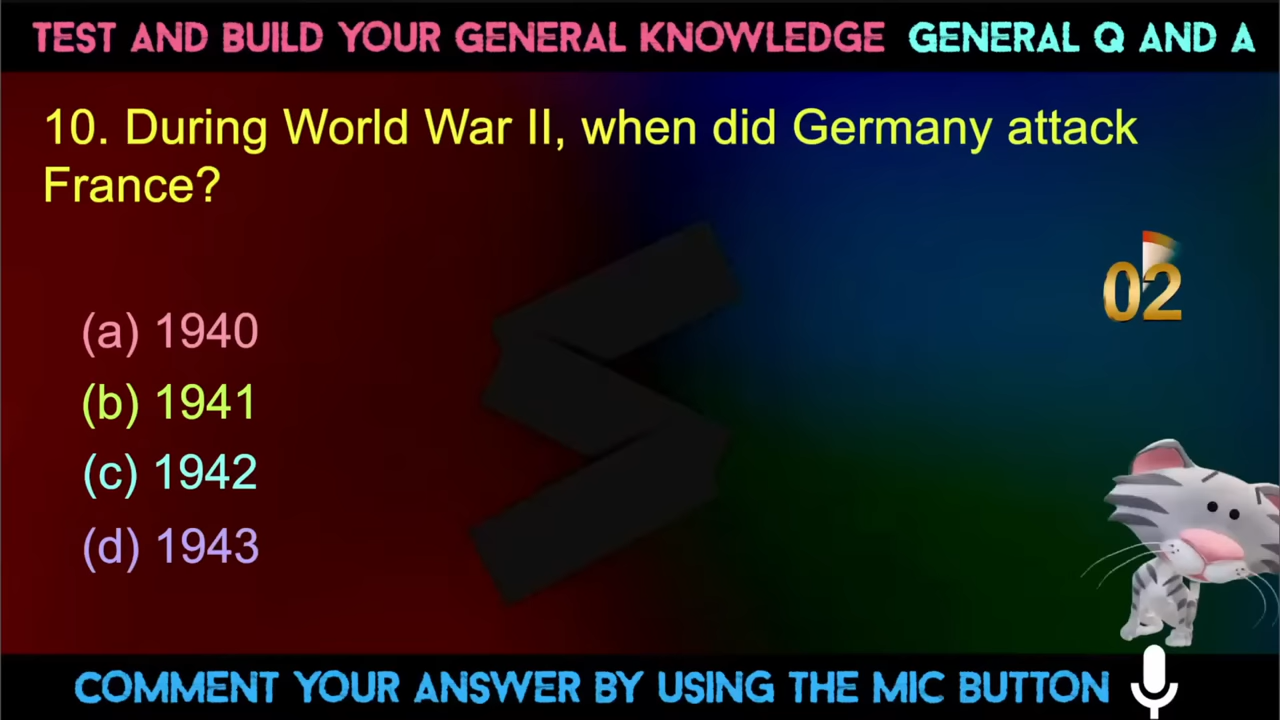 TEST AND BUILD YOUR GENERAL KNOWLEDGE GENERAL Q AND A
10. During World War II, when did Germany attack
France?
02
(a) 1940
(b) 1941
(c) 1942
(d) 1943
COMMENT YOUR ANSWER BY USING THE MIC BUTTON